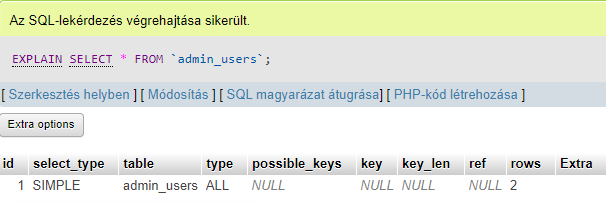 Az SQL-lekérdezés végrehajtása sikerült.
EXPLAIN SELECT * FROM `admin_users`;
[ Szerkesztés helyben ] [ Módosítás ] [ SQL magyarázat átugrása] [ PHP-kód létrehozása ]
Extra options
id select_type table type possible_keys key key_len ref rows Extra
1 SIMPLE admin_users ALL NULL NULL NULL NULL 2